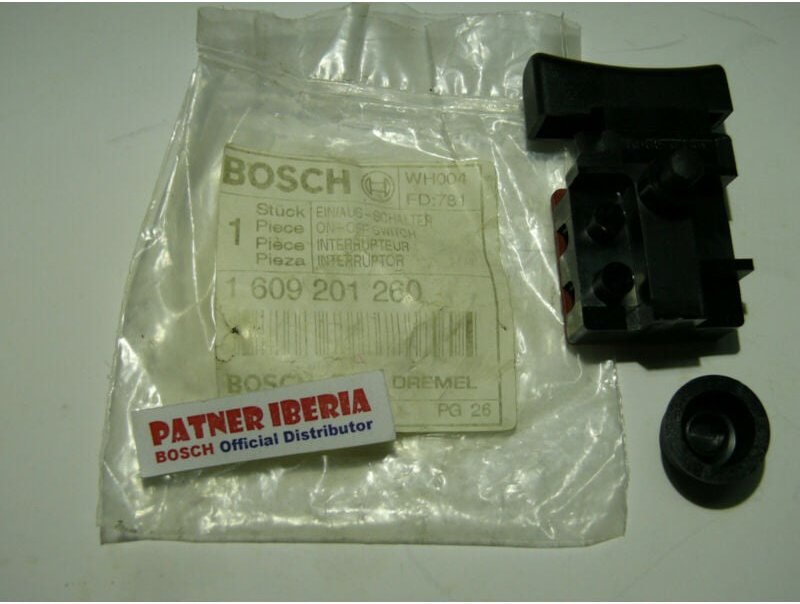 BOSCH WH004
FD:781
1 Stück EIN/AUS-SCHALTER
Piece ON-OFF SWITCH
Pièce INTERRUPTEUR
Pieza INTERRUPTOR
1 609 201 260
BOSCH DREMEL
PG 26
PATNER IBERIA
BOSCH Official Distributor